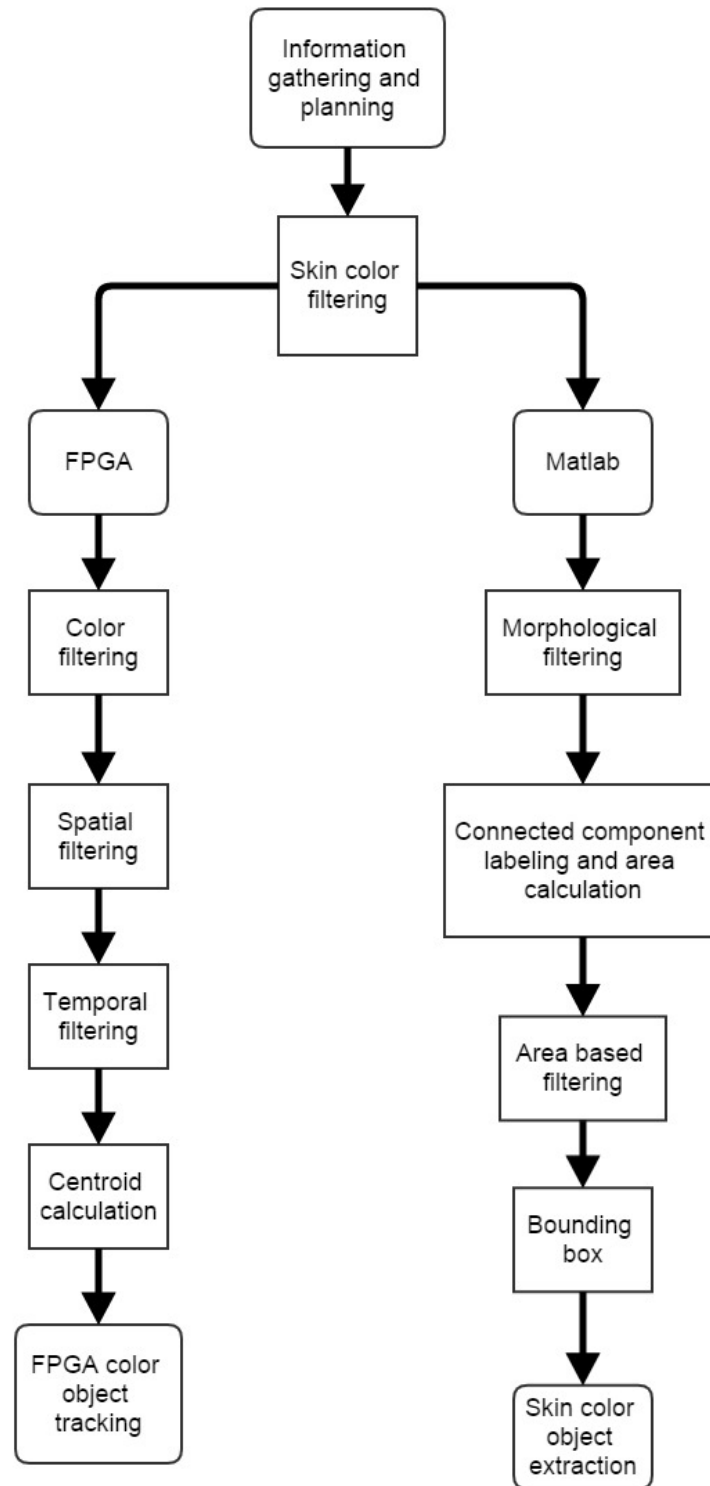 Information
gathering and
planning
Skin color
filtering
FPGA
Matlab
Color
filtering
Morphological
filtering
Spatial
filtering
Connected component
labeling and area
calculation
Temporal
filtering
Area based
filtering
Centroid
calculation
Bounding
box
FPGA color
object
tracking
Skin color
object
extraction